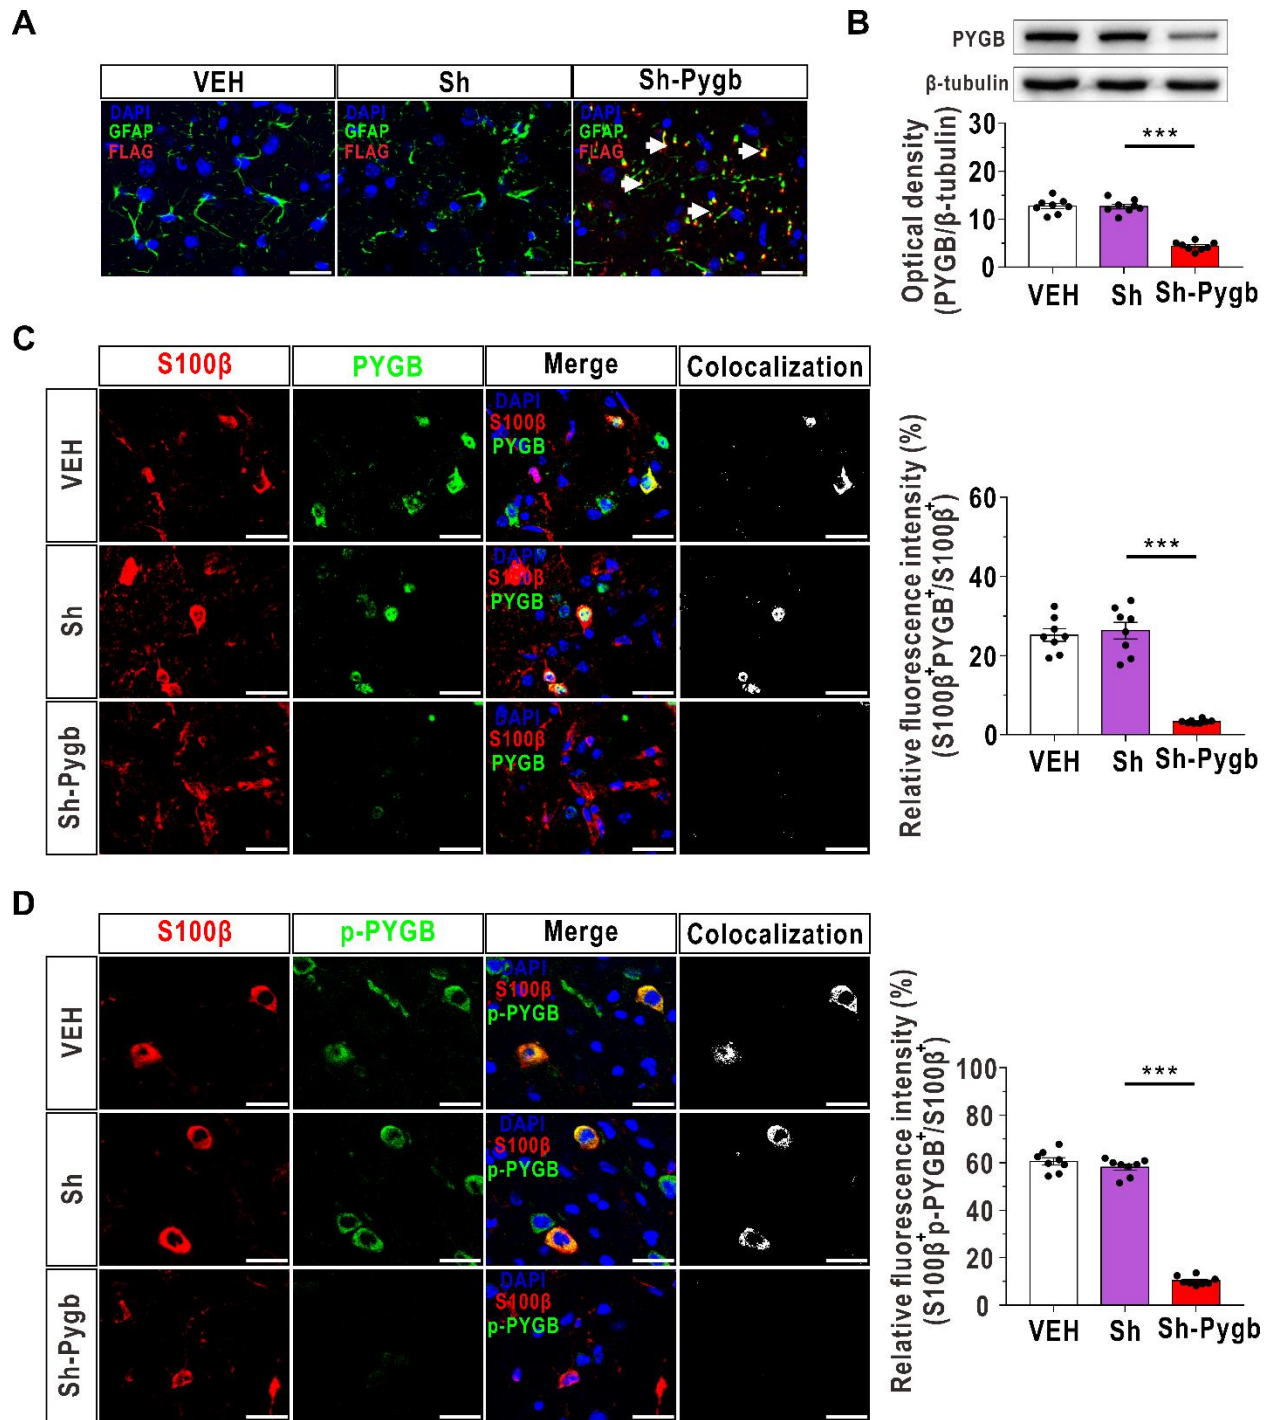 A
VEH Sh Sh-Pygb
DAPI DAPI DAPI
GFAP GFAP GFAP
FLAG FLAG FLAG
B
PYGB
β-tubulin
Optical density
(PYGB/β-tubulin)
30
20
10
0
***
VEH Sh Sh-Pygb
C
S100β PYGB Merge Colocalization
VEH
DAPI
S100β
PYGB
Sh
DAPI
S100β
PYGB
Sh-Pygb
DAPI
S100β
PYGB
Relative fluorescence intensity (%)
(S100β⁺PYGB⁺/S100β⁺)
60
40
20
0
***
VEH Sh Sh-Pygb
D
S100β p-PYGB Merge Colocalization
VEH
DAPI
S100β
p-PYGB
Sh
DAPI
S100β
p-PYGB
Sh-Pygb
DAPI
S100β
p-PYGB
Relative fluorescence intensity (%)
(S100β⁺p-PYGB⁺/S100β⁺)
100
80
60
40
20
0
***
VEH Sh Sh-Pygb